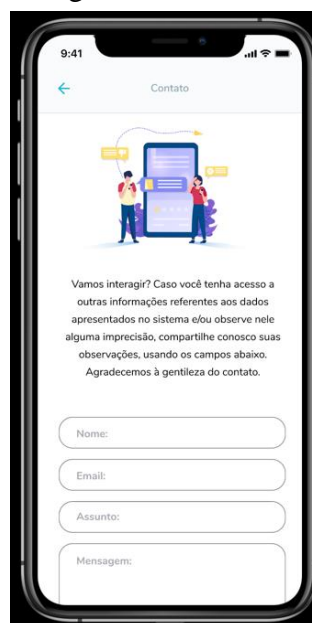 9:41
Contato
Vamos interagir? Caso você tenha acesso a
outras informações referentes aos dados
apresentados no sistema e/ou observe nele
alguma imprecisão, compartilhe conosco suas
observações, usando os campos abaixo.
Agradecemos à gentileza do contato.
Nome:
Email:
Assunto:
Mensagem: